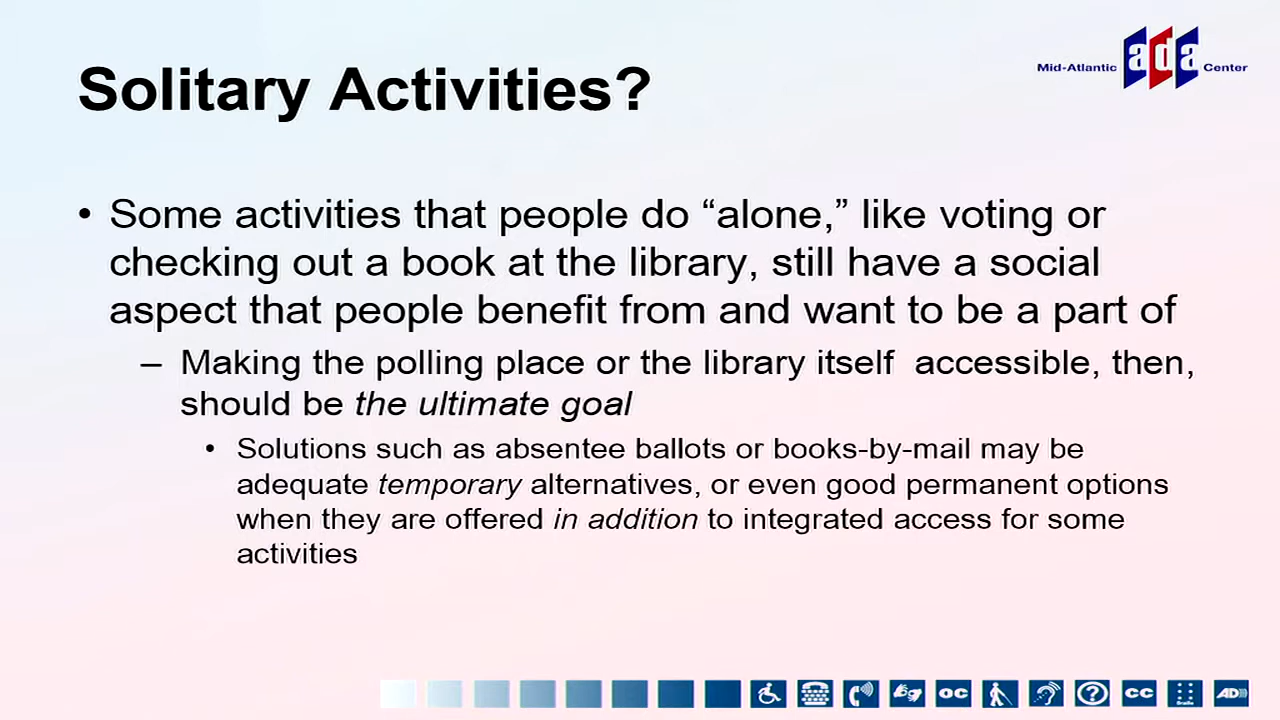 Mid-Atlantic ada Center
Solitary Activities?
• Some activities that people do “alone,” like voting or
checking out a book at the library, still have a social
aspect that people benefit from and want to be a part of
– Making the polling place or the library itself accessible, then,
should be the ultimate goal
• Solutions such as absentee ballots or books-by-mail may be
adequate temporary alternatives, or even good permanent options
when they are offered in addition to integrated access for some
activities
OC ? CC Braille AD